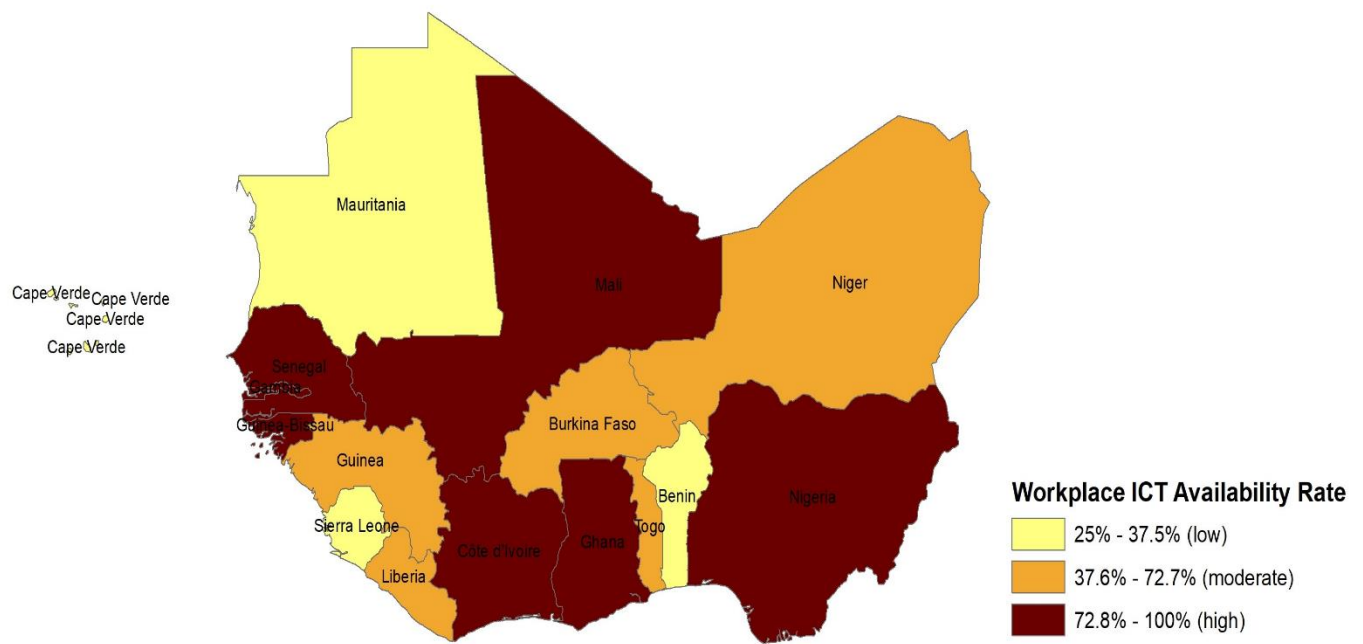 Mauritania
Mali
Niger
Cape Verde
Cape Verde
Cape Verde
Cape Verde
Senegal
Gambia
Guinea-Bissau
Burkina Faso
Guinea
Benin
Nigeria
Sierra Leone
Togo
Ghana
Côte d'Ivoire
Liberia
Workplace ICT Availability Rate
25% - 37.5% (low)
37.6% - 72.7% (moderate)
72.8% - 100% (high)